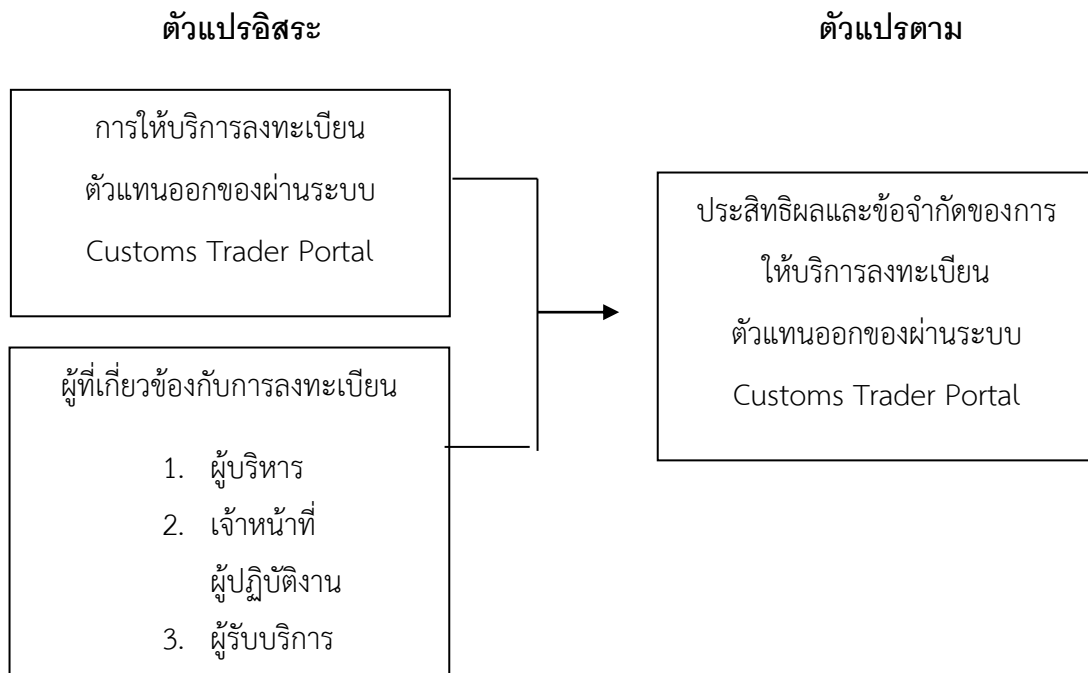 ตัวแปรอิสระ
ตัวแปรตาม
การให้บริการลงทะเบียน
ตัวแทนออกของผ่านระบบ
Customs Trader Portal
ผู้ที่เกี่ยวข้องกับการลงทะเบียน
1. ผู้บริหาร
2. เจ้าหน้าที่
ผู้ปฏิบัติงาน
3. ผู้รับบริการ
ประสิทธิผลและข้อจำกัดของการ
ให้บริการลงทะเบียน
ตัวแทนออกของผ่านระบบ
Customs Trader Portal